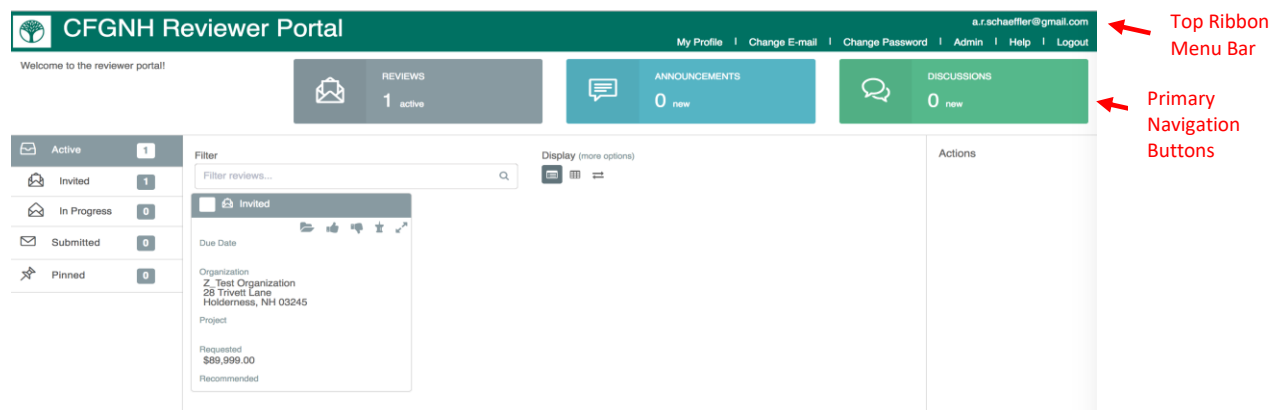 CFGNH Reviewer Portal
a.r.schaeffler@gmail.com
My Profile | Change E-mail | Change Password | Admin | Help | Logout
Top Ribbon
Menu Bar
Welcome to the reviewer portal!
REVIEWS
1 active
ANNOUNCEMENTS
0 new
DISCUSSIONS
0 new
Primary
Navigation
Buttons
Active 1
Invited 1
In Progress 0
Submitted 0
Pinned 0
Filter
Filter reviews...
Display (more options)
Actions
Invited
Due Date
Organization
Z_Test Organization
28 Trivett Lane
Holderness, NH 03245
Project
Requested
$89,999.00
Recommended